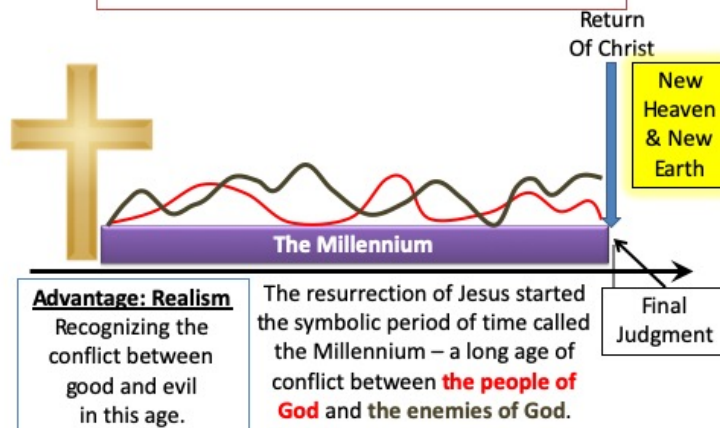 Return
Of Christ
New
Heaven
& New
Earth
The Millennium
Advantage: Realism
Recognizing the
conflict between
good and evil
in this age.
The resurrection of Jesus started
the symbolic period of time called
the Millennium – a long age of
conflict between the people of
God and the enemies of God.
Final
Judgment